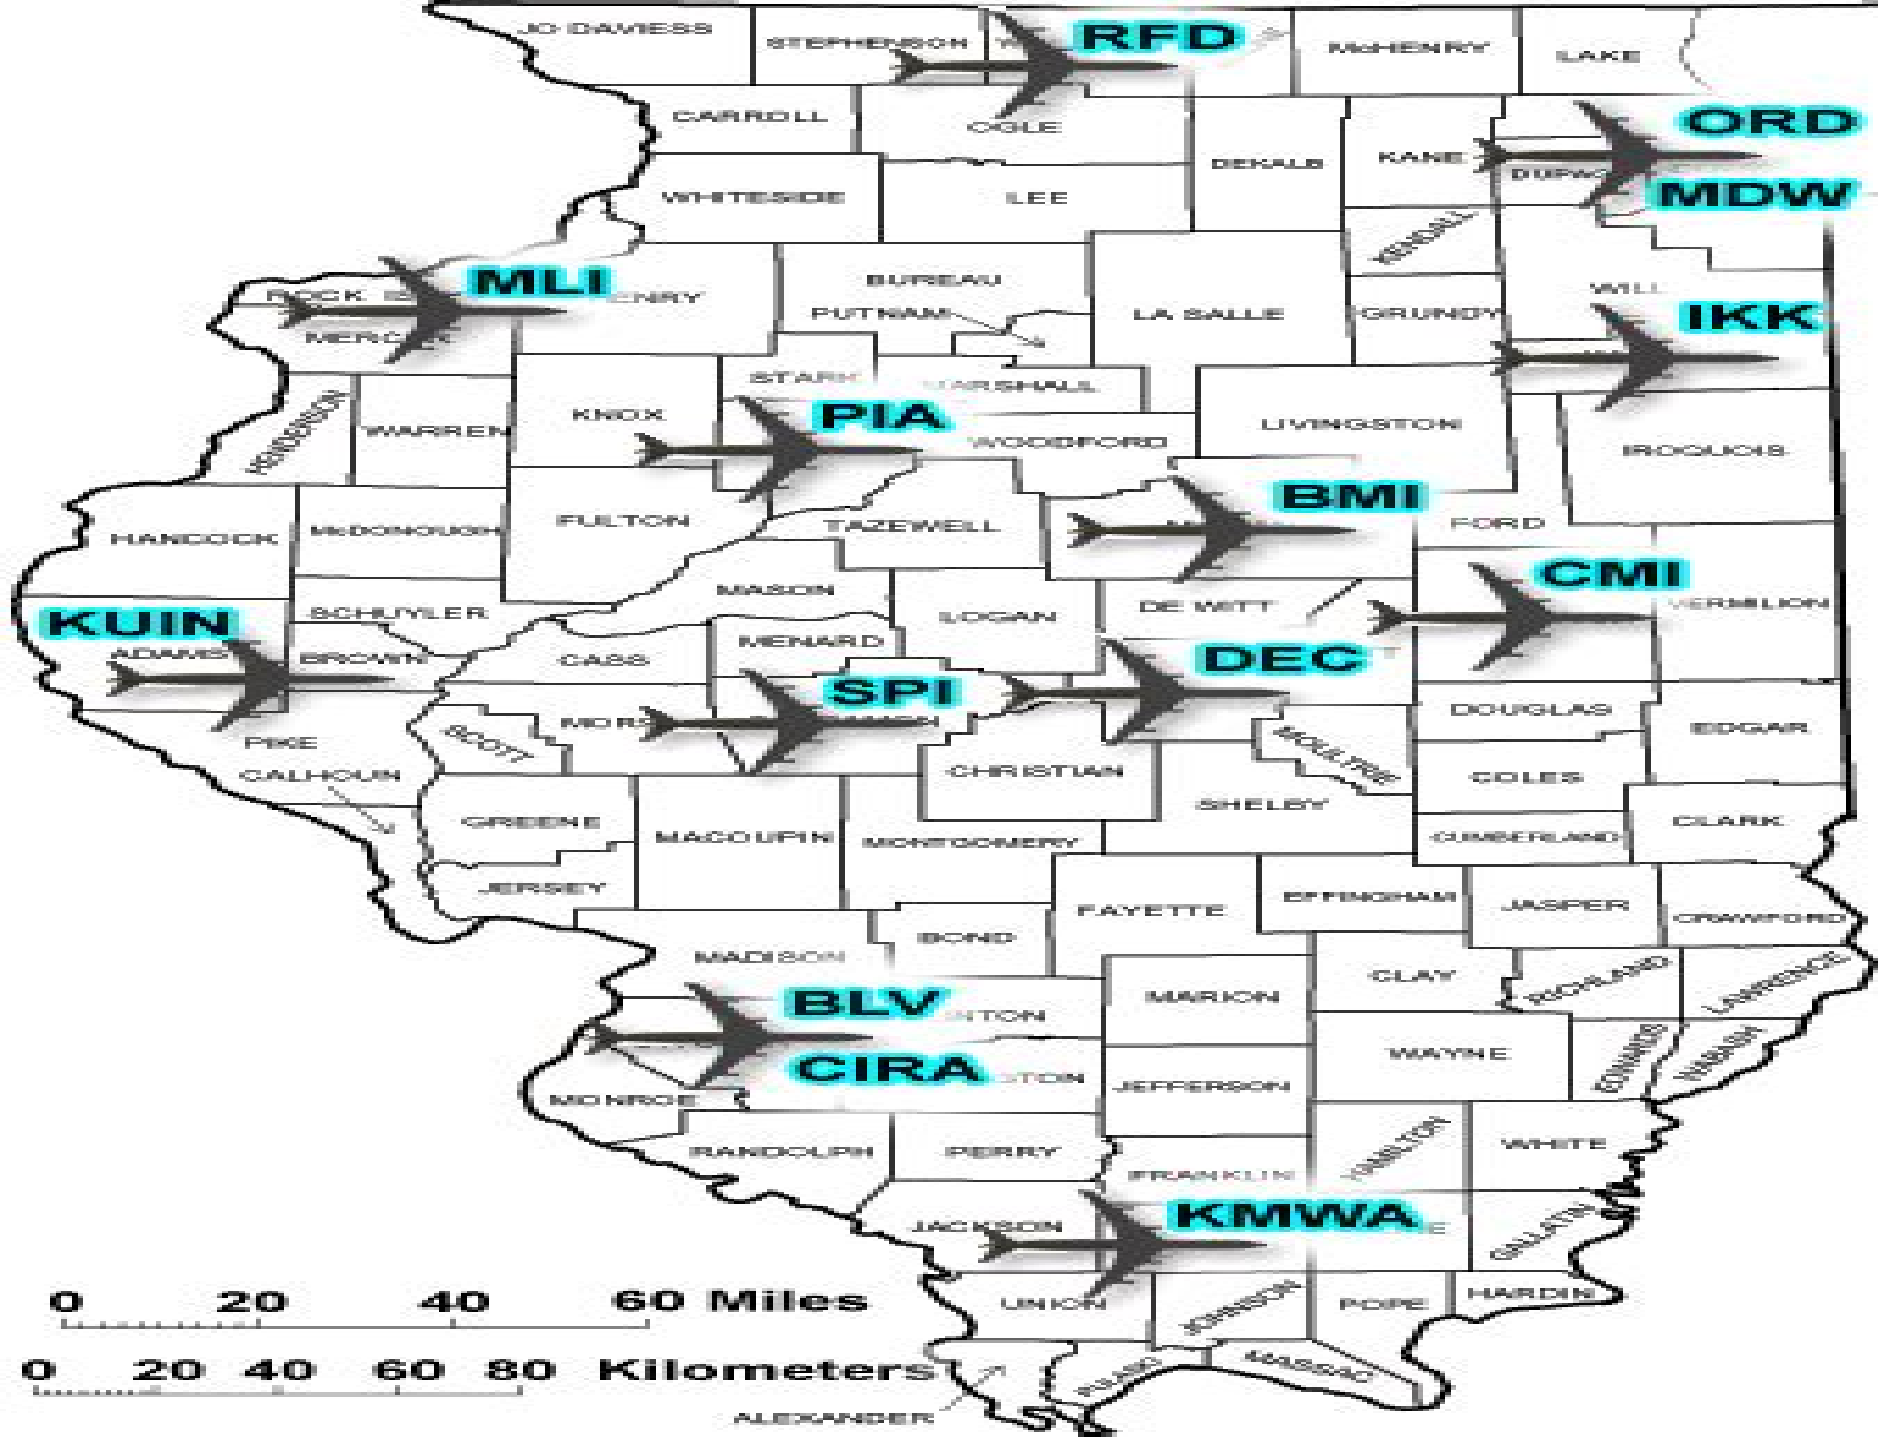 JO DAVIESS
STEPHENSON
RFD
McHENRY
LAKE
CARROLL
OGLE
ORD
DEKALB
KANE
MDW
WHITESIDE
LEE
KENDALL
MLI
BUREAU
PUTNAM
LA SALLE
GRUNDY
WILL
IKK
STARK
KNOX
PIA
WOODFORD
LIVINGSTON
IROQUOIS
HENDERSON
WARREN
HANCOCK
McDONOUGH
FULTON
TAZEWELL
BMI
FORD
MASON
CMI
VERMILION
KUIN
SCHUYLER
LOGAN
DE WITT
ADAMS
BROWN
CASS
MENARD
DEC
SPI
SCOTT
DOUGLAS
EDGAR
PIKE
CALHOUN
CHRISTIAN
MOULTRIE
COLES
GREENE
MACOUPIN
MONTGOMERY
SHELBY
CUMBERLAND
CLARK
JERSEY
FAYETTE
EFFINGHAM
JASPER
CRAWFORD
MADISON
BOND
CLAY
RICHLAND
LAWRENCE
BLV
MARION
CIRA
MONROE
JEFFERSON
WAYNE
EDWARDS
WABASH
RANDOLPH
PERRY
FRANKLIN
HAMILTON
WHITE
JACKSON
KMWA
GALLATIN
UNION
JOHNSON
POPE
HARDIN
MASSAC
ALEXANDER
0 20 40 60 Miles
0 20 40 60 80 Kilometers